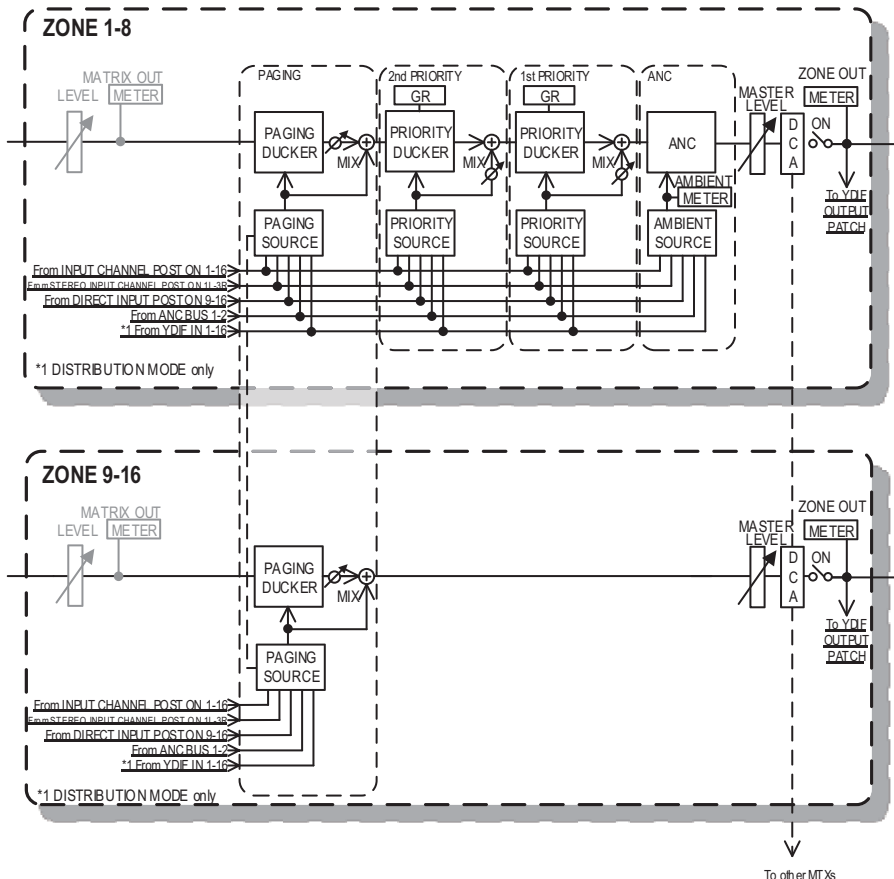 ZONE 1-8
MATRIX OUT
LEVEL METER
PAGING
PAGING
DUCKER
MIX
PAGING
SOURCE
2nd PRIORITY
GR
PRIORITY
DUCKER
MIX
PRIORITY
SOURCE
1st PRIORITY
GR
PRIORITY
DUCKER
MIX
PRIORITY
SOURCE
ANC
ANC
AMBIENT
METER
AMBIENT
SOURCE
MASTER
LEVEL
DCA
ON
ZONE OUT
METER
To YDIF
OUTPUT
PATCH
From INPUT CHANNEL POST ON 1-16
From STEREO INPUT CHANNEL POST ON 1L-3R
From DIRECT INPUT POST ON 9-16
From ANC BUS 1-2
*1 From YDIF IN 1-16
*1 DISTRIBUTION MODE only
ZONE 9-16
MATRIX OUT
LEVEL METER
PAGING
DUCKER
MIX
PAGING
SOURCE
MASTER
LEVEL
DCA
ON
ZONE OUT
METER
To YDIF
OUTPUT
PATCH
From INPUT CHANNEL POST ON 1-16
From STEREO INPUT CHANNEL POST ON 1L-3R
From DIRECT INPUT POST ON 9-16
From ANC BUS 1-2
*1 From YDIF IN 1-16
*1 DISTRIBUTION MODE only
To other MTXs